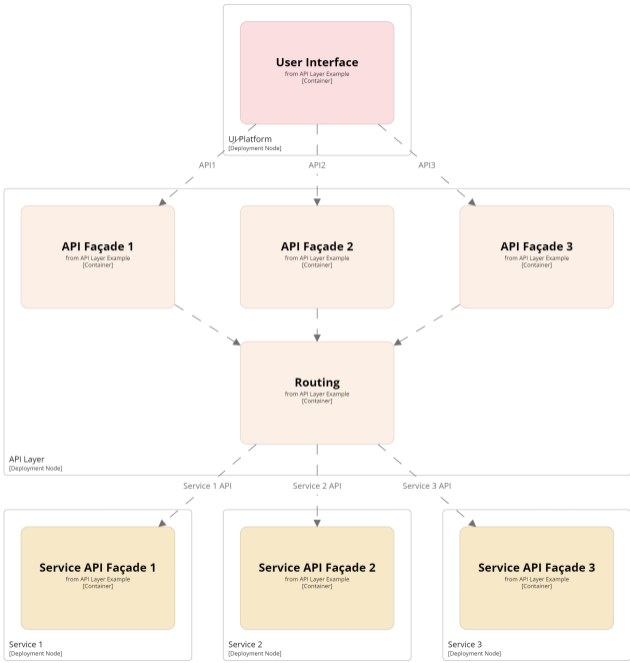 User Interface
from API Layer Example
[Container]
UI Platform
[Deployment Node]
API1
API2
API3
API Façade 1
from API Layer Example
[Container]
API Façade 2
from API Layer Example
[Container]
API Façade 3
from API Layer Example
[Container]
Routing
from API Layer Example
[Container]
API Layer
[Deployment Node]
Service 1 API
Service 2 API
Service 3 API
Service API Façade 1
from API Layer Example
[Container]
Service API Façade 2
from API Layer Example
[Container]
Service API Façade 3
from API Layer Example
[Container]
Service 1
[Deployment Node]
Service 2
[Deployment Node]
Service 3
[Deployment Node]